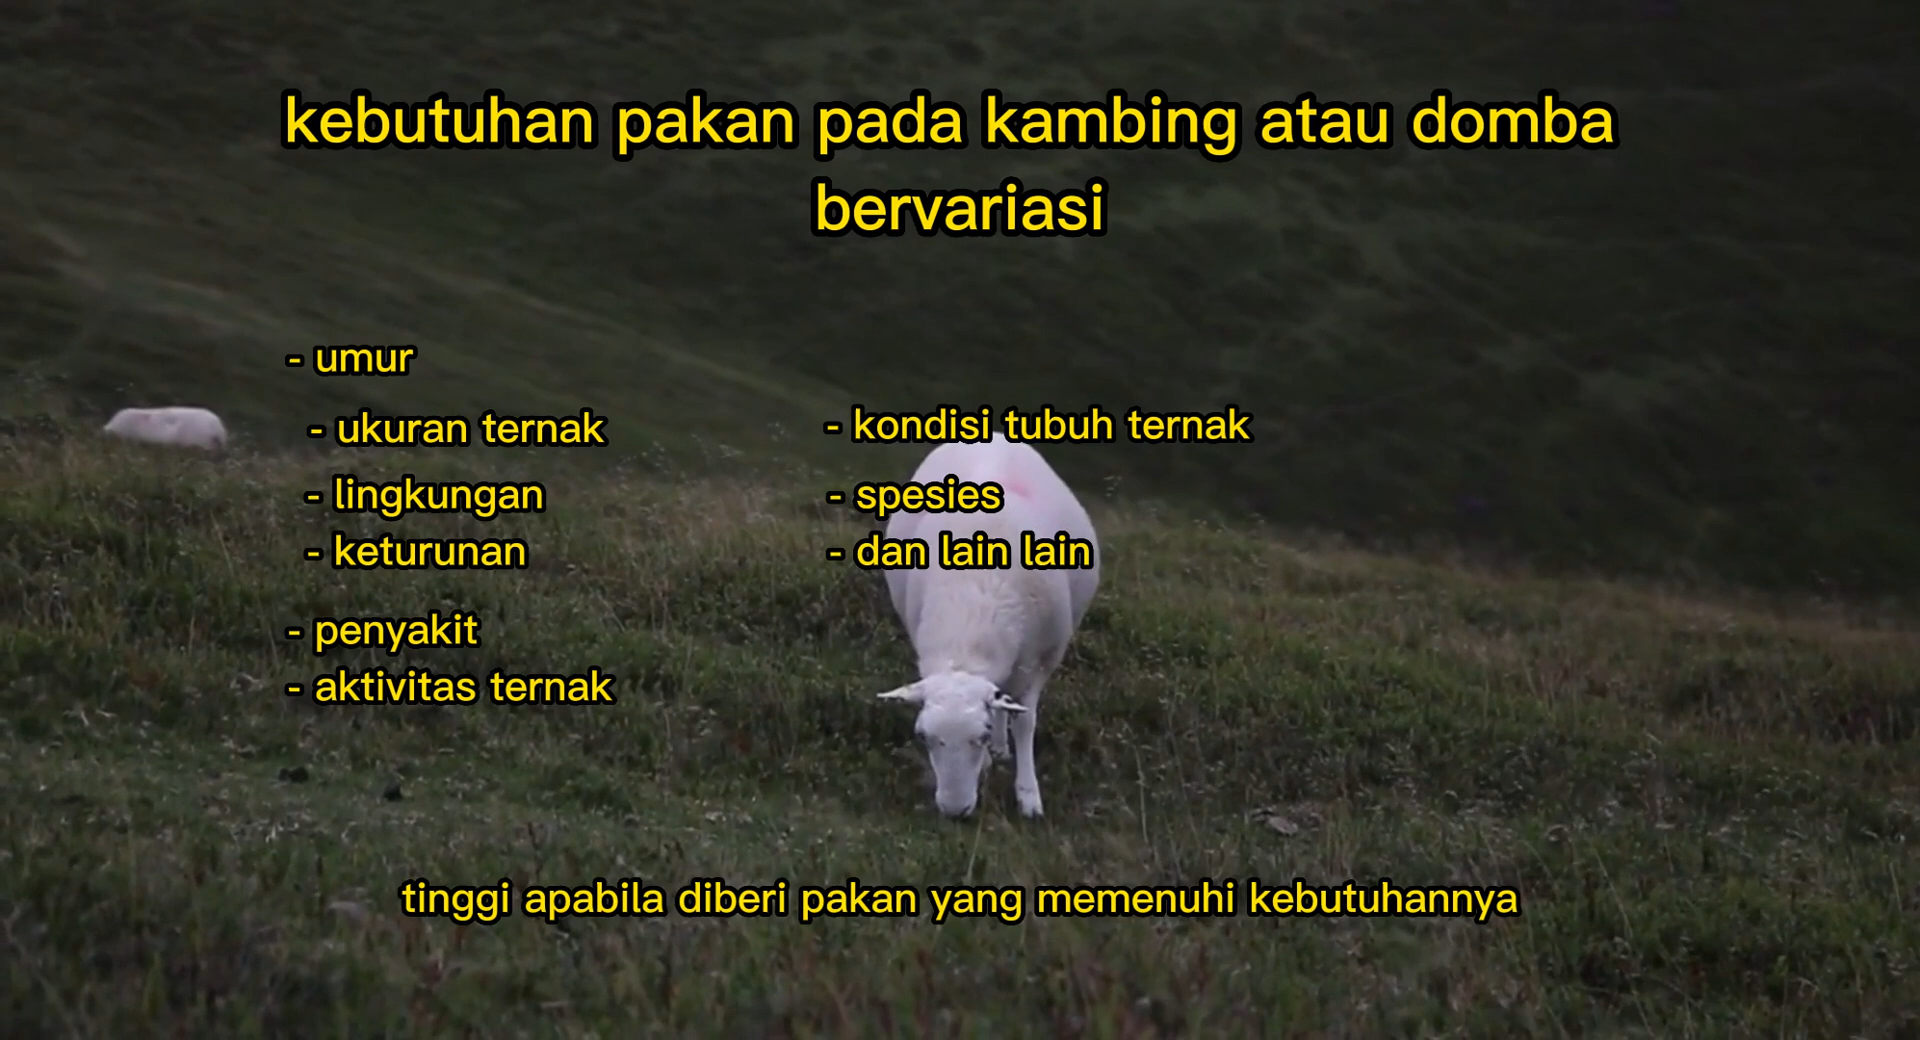 kebutuhan pakan pada kambing atau domba
bervariasi
- umur
- ukuran ternak
- lingkungan
- keturunan
- penyakit
- aktivitas ternak
- kondisi tubuh ternak
- spesies
- dan lain lain
tinggi apabila diberi pakan yang memenuhi kebutuhannya